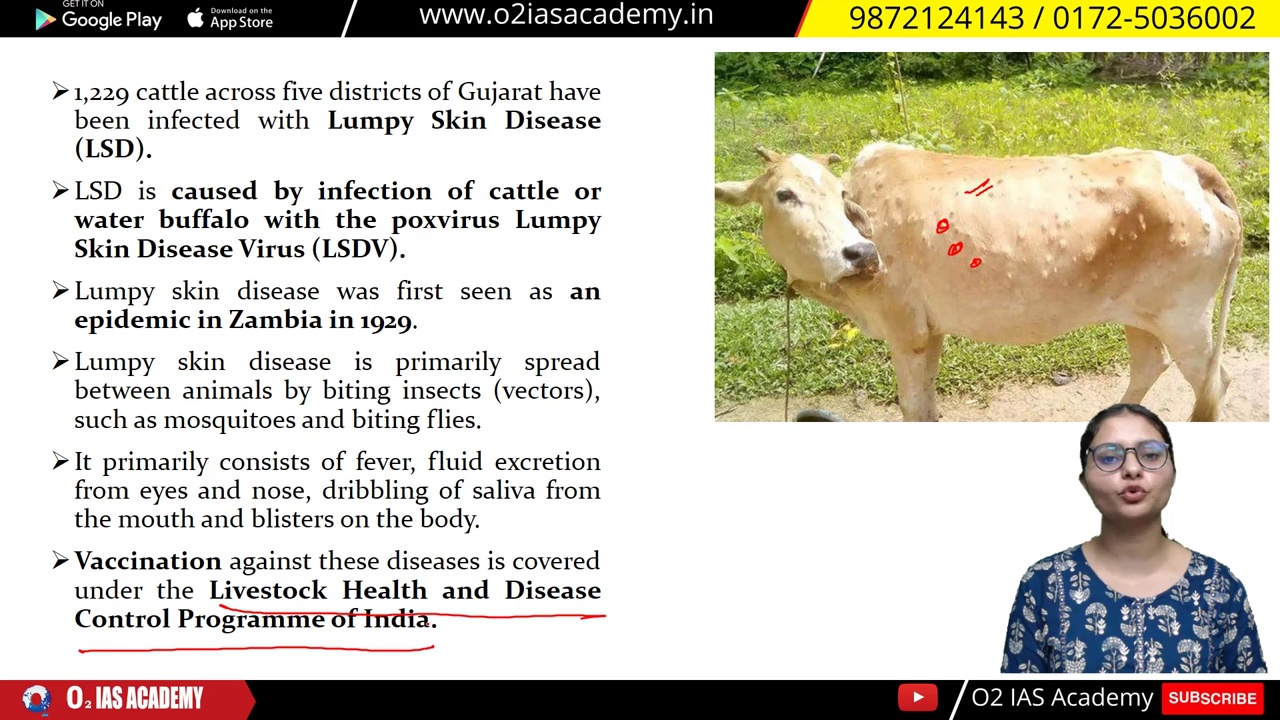 GET IT ON
Google Play
Download on the
App Store
www.o2iasacademy.in
9872124143 / 0172-5036002
➢ 1,229 cattle across five districts of Gujarat have
been infected with Lumpy Skin Disease
(LSD).
➢ LSD is caused by infection of cattle or
water buffalo with the poxvirus Lumpy
Skin Disease Virus (LSDV).
➢ Lumpy skin disease was first seen as an
epidemic in Zambia in 1929.
➢ Lumpy skin disease is primarily spread
between animals by biting insects (vectors),
such as mosquitoes and biting flies.
➢ It primarily consists of fever, fluid excretion
from eyes and nose, dribbling of saliva from
the mouth and blisters on the body.
➢ Vaccination against these diseases is covered
under the Livestock Health and Disease
Control Programme of India.
O2 IAS ACADEMY
O2 IAS Academy
SUBSCRIBE